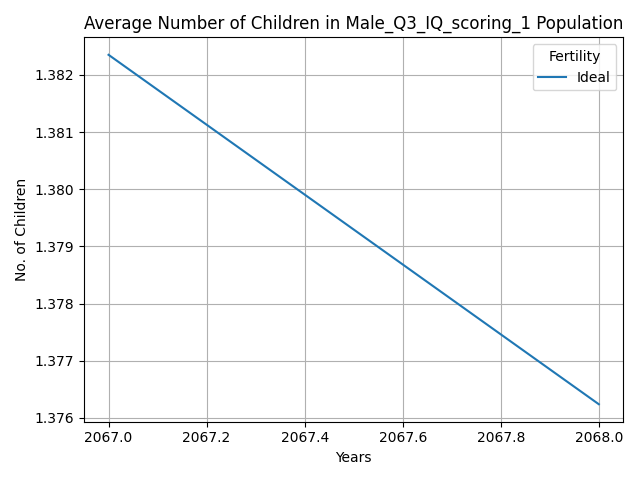 Average Number of Children in Male_Q3_IQ_scoring_1 Population
Fertility
Ideal
No. of Children
1.382
1.381
1.380
1.379
1.378
1.377
1.376
2067.0 2067.2 2067.4 2067.6 2067.8 2068.0
Years